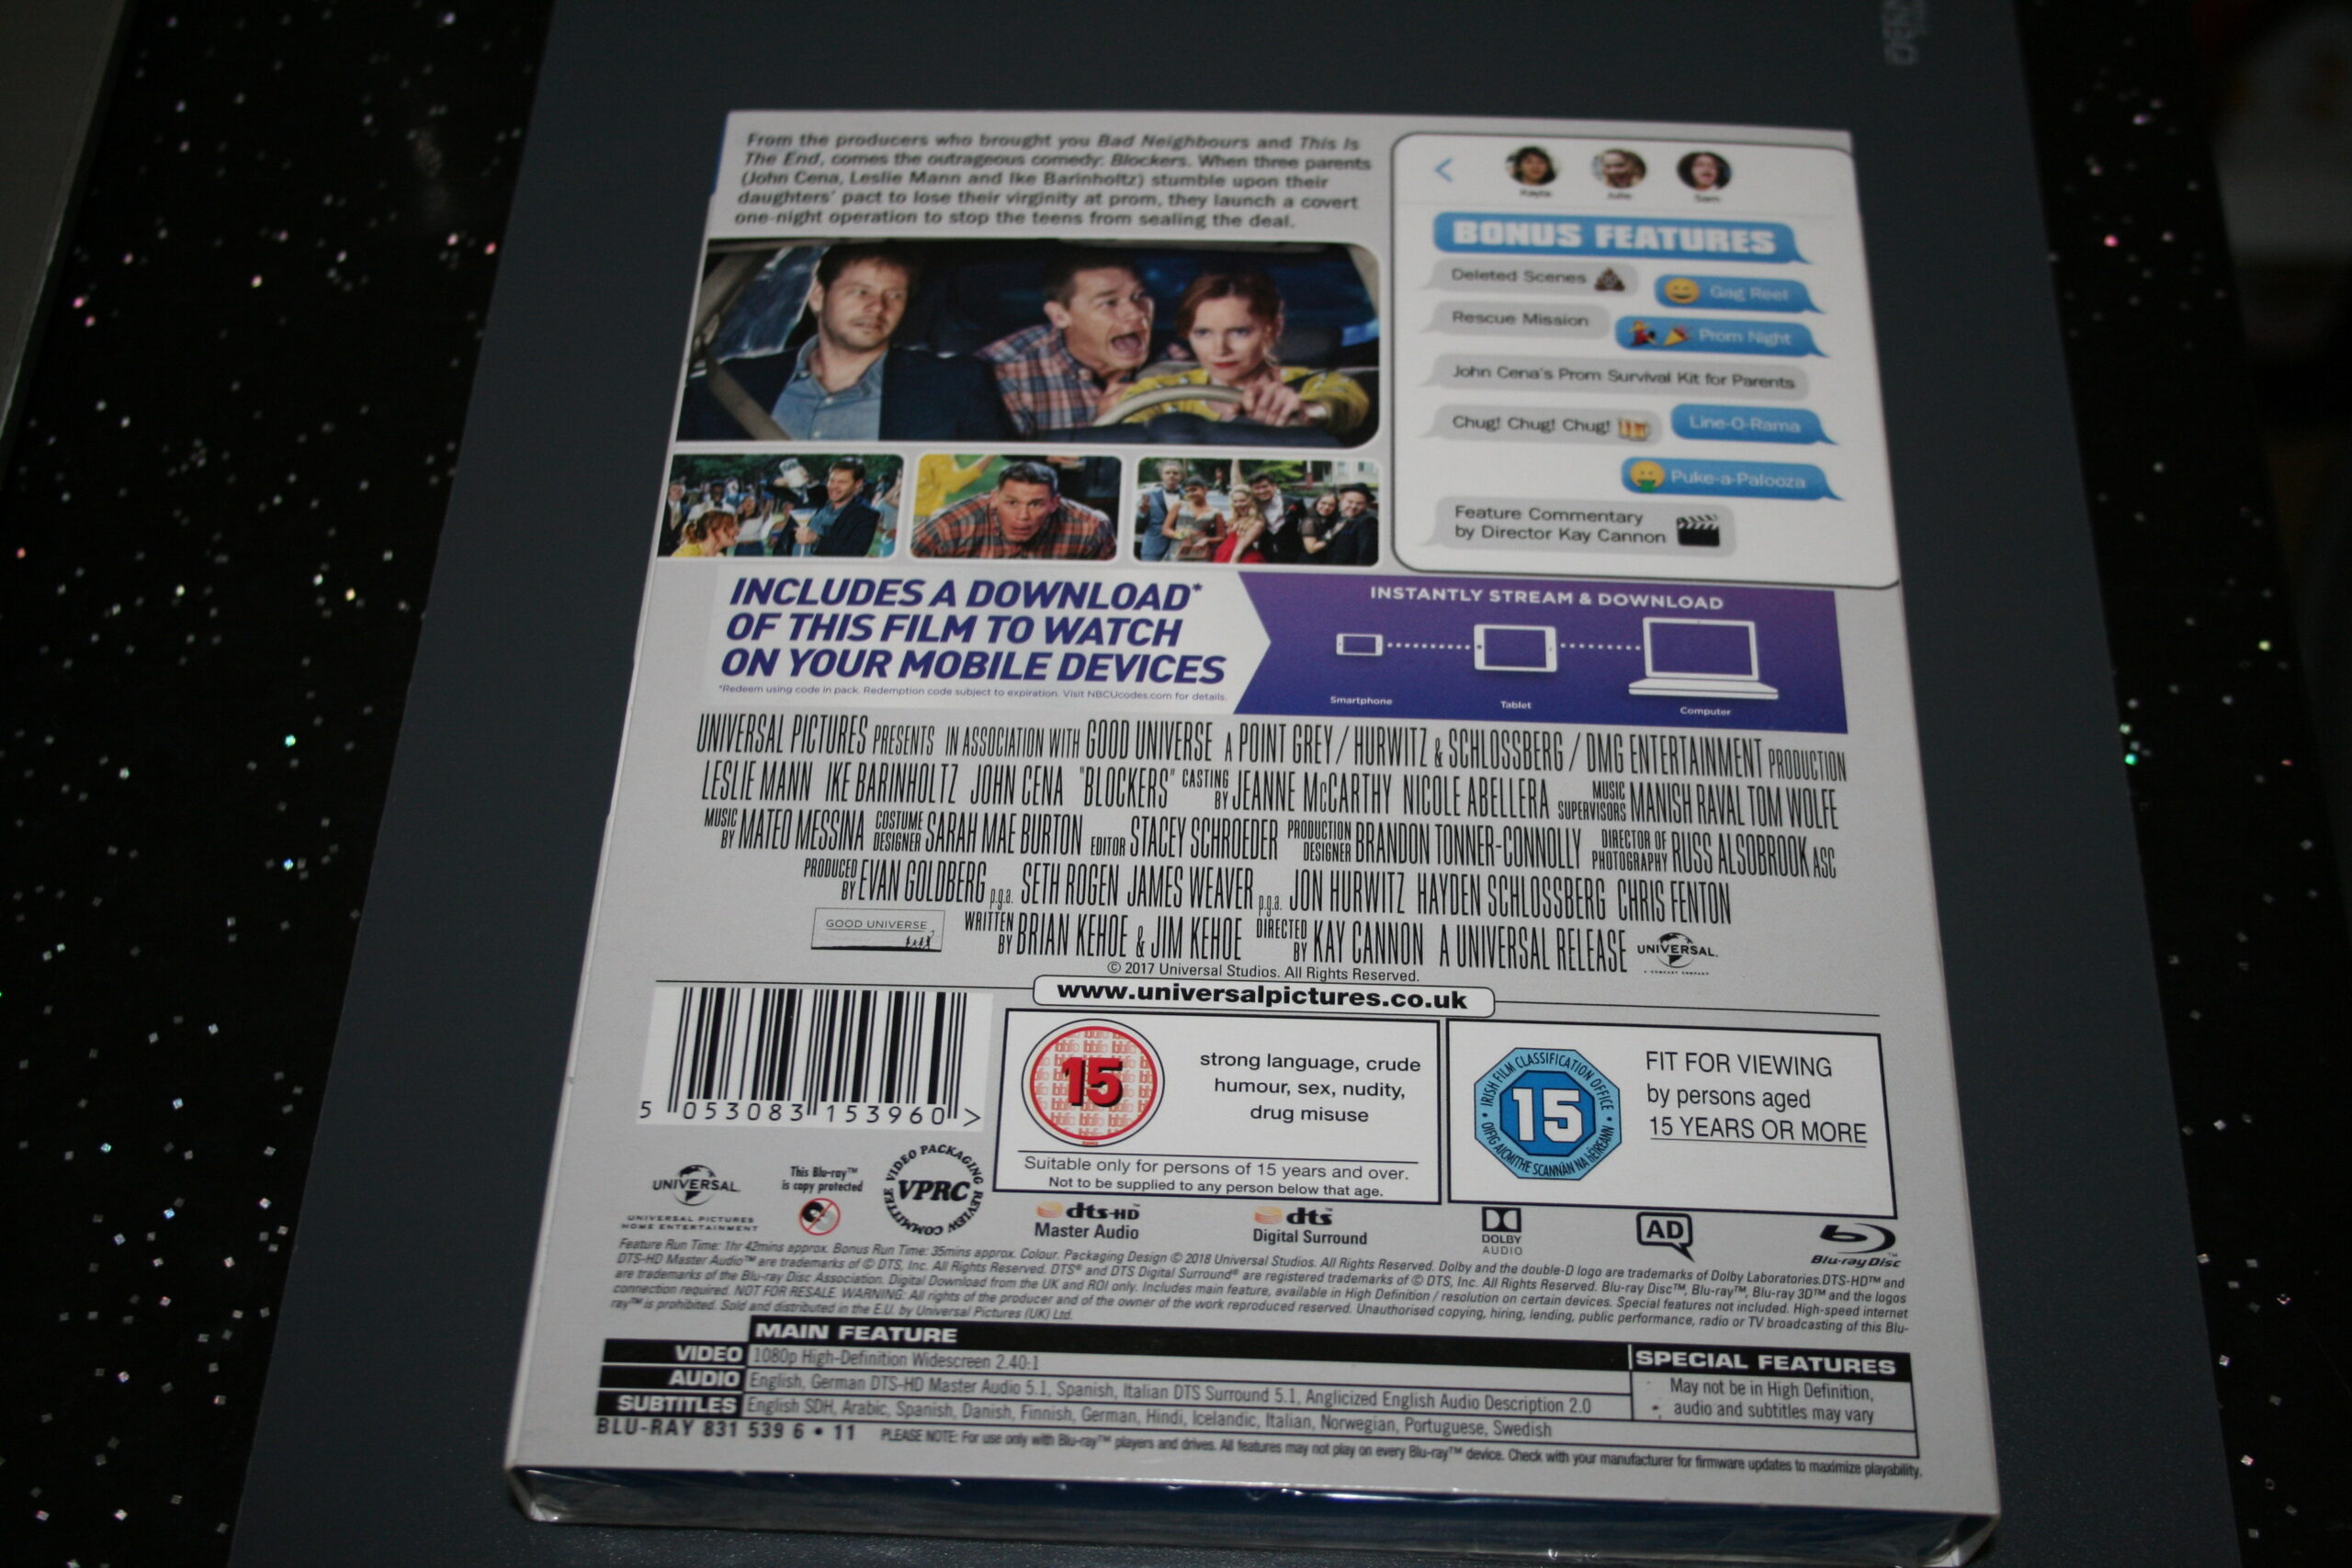 From the producers who brought you Bad Neighbours and This Is
The End, comes the outrageous comedy: Blockers. When three parents
(John Cena, Leslie Mann and Ike Barinholtz) stumble upon their
daughters' pact to lose their virginity at prom, they launch a covert
one-night operation to stop the teens from sealing the deal.
Kayla Julie Sam
BONUS FEATURES
Deleted Scenes
Gag Reel
Rescue Mission
Prom Night
John Cena's Prom Survival Kit for Parents
Chug! Chug! Chug!
Line-O-Rama
Puke-a-Palooza
Feature Commentary
by Director Kay Cannon
INCLUDES A DOWNLOAD*
OF THIS FILM TO WATCH
ON YOUR MOBILE DEVICES
*Redeem using code in pack. Redemption code subject to expiration. Visit NBCUcodes.com for details.
INSTANTLY STREAM & DOWNLOAD
Smartphone
Tablet
Computer
UNIVERSAL PICTURES PRESENTS IN ASSOCIATION WITH GOOD UNIVERSE A POINT GREY / HURWITZ & SCHLOSSBERG / DMG ENTERTAINMENT PRODUCTION
LESLIE MANN IKE BARINHOLTZ JOHN CENA "BLOCKERS" CASTING BY JEANNE McCARTHY NICOLE ABELLERA MUSIC SUPERVISORS MANISH RAVAL TOM WOLFE
MUSIC BY MATEO MESSINA COSTUME DESIGNER SARAH MAE BURTON EDITOR STACEY SCHROEDER PRODUCTION DESIGNER BRANDON TONNER-CONNOLLY DIRECTOR OF PHOTOGRAPHY RUSS ALSOBROOK ASC
PRODUCED BY EVAN GOLDBERG p.g.a. SETH ROGEN JAMES WEAVER p.g.a. JON HURWITZ HAYDEN SCHLOSSBERG CHRIS FENTON
GOOD UNIVERSE WRITTEN BY BRIAN KEHOE & JIM KEHOE DIRECTED BY KAY CANNON A UNIVERSAL RELEASE UNIVERSAL
© 2017 Universal Studios. All Rights Reserved.
www.universalpictures.co.uk
5 053083 153960 >
15
strong language, crude
humour, sex, nudity,
drug misuse
Suitable only for persons of 15 years and over.
Not to be supplied to any person below that age.
IRISH FILM CLASSIFICATION OFFICE
15
OIFIG AICMITHE SCANNÁN NA hÉIREANN
FIT FOR VIEWING
by persons aged
15 YEARS OR MORE
UNIVERSAL
UNIVERSAL PICTURES
HOME ENTERTAINMENT
This Blu-ray™
is copy protected
VIDEO PACKAGING REVIEW COMMITTEE
VPRC
dts-HD
Master Audio
dts
Digital Surround
DOLBY
AUDIO
AD
Blu-ray Disc™
Feature Run Time: 1hr 42mins approx. Bonus Run Time: 35mins approx. Colour. Packaging Design © 2018 Universal Studios. All Rights Reserved. Dolby and the double-D logo are trademarks of Dolby Laboratories.DTS-HD™ and
DTS-HD Master Audio™ are trademarks of © DTS, Inc. All Rights Reserved. DTS® and DTS Digital Surround® are registered trademarks of © DTS, Inc. All Rights Reserved. Blu-ray Disc™, Blu-ray™, Blu-ray 3D™ and the logos
are trademarks of the Blu-ray Disc Association. Digital Download from the UK and ROI only. Includes main feature, available in High Definition / resolution on certain devices. Special features not included. High-speed internet
connection required. NOT FOR RESALE. WARNING: All rights of the producer and of the owner of the work reproduced reserved. Unauthorised copying, hiring, lending, public performance, radio or TV broadcasting of this Blu-
ray™ is prohibited. Sold and distributed in the E.U. by Universal Pictures (UK) Ltd.
MAIN FEATURE
SPECIAL FEATURES
VIDEO 1080p High-Definition Widescreen 2.40:1
AUDIO English, German DTS-HD Master Audio 5.1, Spanish, Italian DTS Surround 5.1, Anglicized English Audio Description 2.0
SUBTITLES English SDH, Arabic, Spanish, Danish, Finnish, German, Hindi, Icelandic, Italian, Norwegian, Portuguese, Swedish
May not be in High Definition,
audio and subtitles may vary
BLU-RAY 831 539 6 • 11
PLEASE NOTE: For use only with Blu-ray™ players and drives. All features may not play on every Blu-ray™ device. Check with your manufacturer for firmware updates to maximize playability.